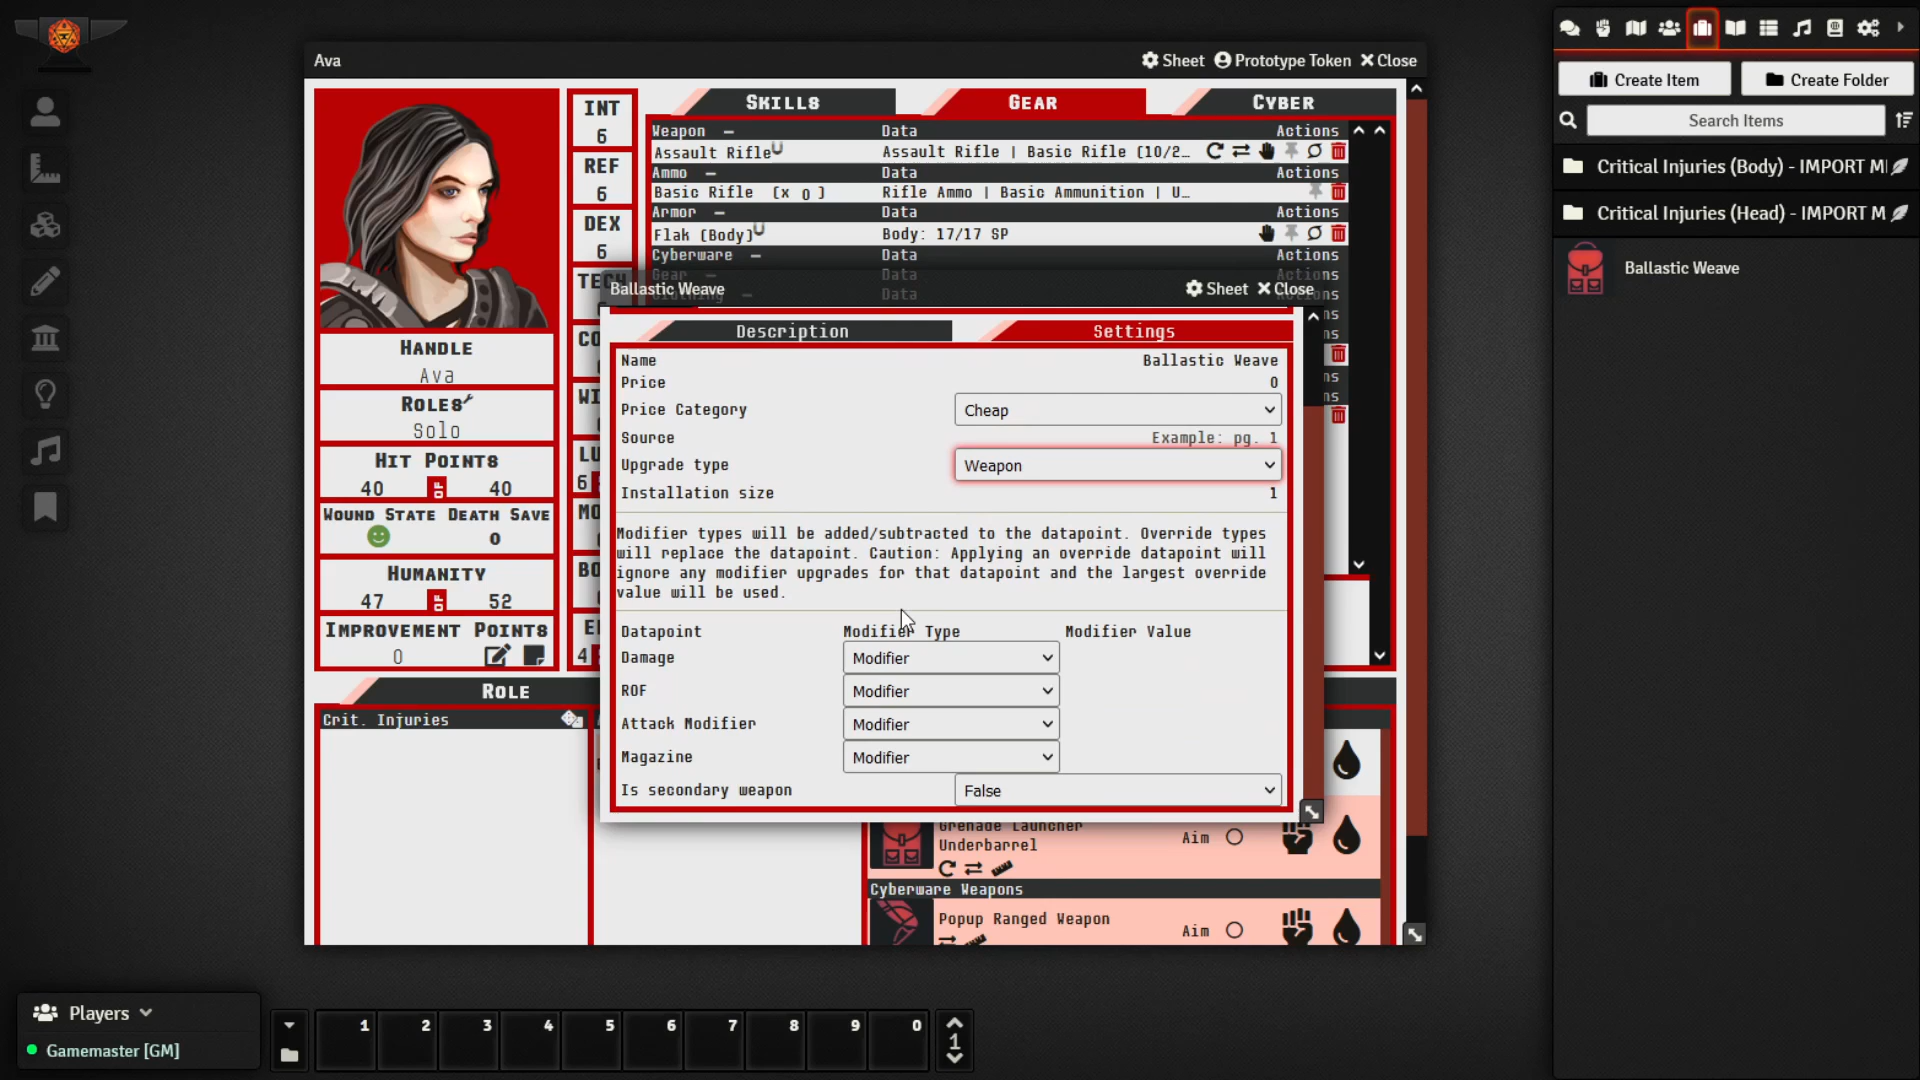 Ava
Sheet
Prototype Token
Close
Create Item
Create Folder
Search Items
Critical Injuries (Body) - IMPORT M
Critical Injuries (Head) - IMPORT M
Ballastic Weave
Skills
Gear
Cyber
INT
6
REF
6
DEX
6
Weapon –
Data
Actions
Assault Rifle
Assault Rifle | Basic Rifle (10/2…
Ammo –
Data
Actions
Basic Rifle (x 0 )
Rifle Ammo | Basic Ammunition | U…
Armor –
Data
Actions
Flak (Body)
Body: 17/17 SP
Cyberware –
Data
Actions
Gear –
Data
Data
Ballastic Weave
Sheet
Close
Description
Settings
Name
Ballastic Weave
Price
0
Price Category
Cheap
Source
Example: pg. 1
Upgrade type
Weapon
Installation size
1
Modifier types will be added/subtracted to the datapoint. Override types
will replace the datapoint. Caution: Applying an override datapoint will
ignore any modifier upgrades for that datapoint and the largest override
value will be used.
Datapoint
Modifier Type
Modifier Value
Damage
Modifier
ROF
Modifier
Attack Modifier
Modifier
Magazine
Modifier
Is secondary weapon
False
Handle
Ava
Roles
Solo
Hit Points
40 OF 40
Wound State
Death Save
0
Humanity
47 OF 52
Improvement Points
0
6
4
Role
Crit. Injuries
Grenade Launcher
Underbarrel
Aim
Cyberware Weapons
Popup Ranged Weapon
Aim
Players
Gamemaster [GM]
1
2
3
4
5
6
7
8
9
0
1